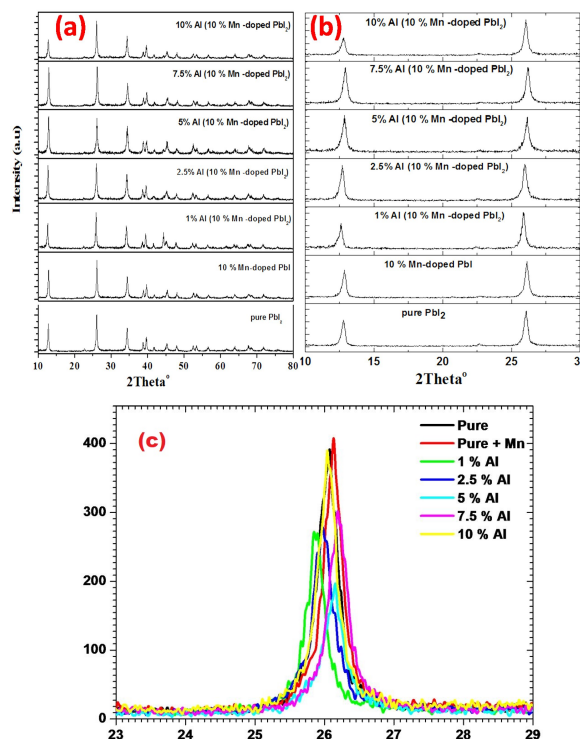 (a)
10% Al (10 % Mn -doped PbI2)
7.5% Al (10 % Mn -doped PbI2)
5% Al (10 % Mn -doped PbI2)
2.5% Al (10 % Mn -doped PbI2)
1% Al (10 % Mn -doped PbI2)
10 % Mn-doped PbI
pure PbI2
Intensity (a.u)
10 20 30 40 50 60 70 80
2Theta°
(b)
10% Al (10 % Mn -doped PbI2)
7.5% Al (10 % Mn -doped PbI2)
5% Al (10 % Mn -doped PbI2)
2.5% Al (10 % Mn -doped PbI2)
1% Al (10 % Mn -doped PbI2)
10 % Mn-doped PbI
pure PbI2
10 15 20 25 3
2Theta°
(c)
Pure
Pure + Mn
1 % Al
2.5 % Al
5 % Al
7.5 % Al
10 % Al
400
300
200
100
0
23 24 25 26 27 28 29